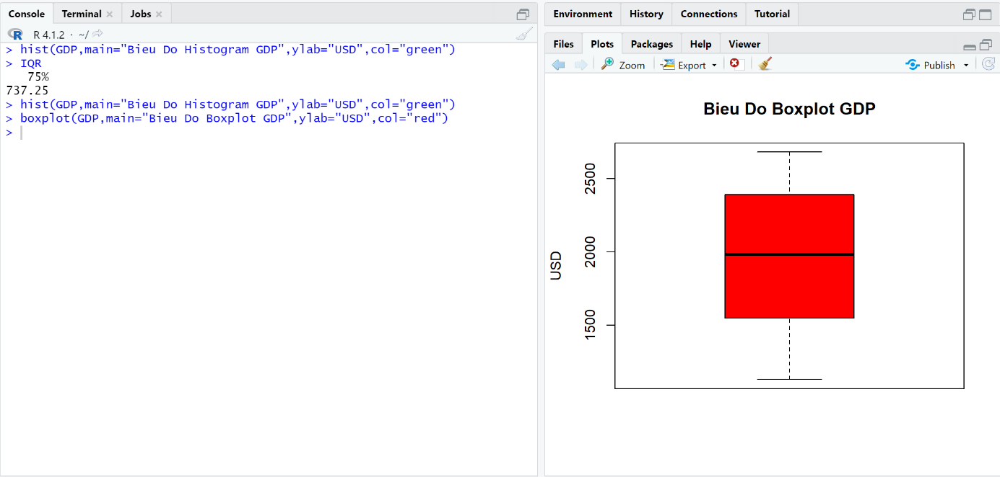 Console Terminal Jobs
R R 4.1.2 · ~/
> hist(GDP,main="Bieu Do Histogram GDP",ylab="USD",col="green")
> IQR
75%
737.25
> hist(GDP,main="Bieu Do Histogram GDP",ylab="USD",col="green")
> boxplot(GDP,main="Bieu Do Boxplot GDP",ylab="USD",col="red")
>
Environment History Connections Tutorial
Files Plots Packages Help Viewer
Zoom Export Publish
Bieu Do Boxplot GDP
USD
2500
2000
1500